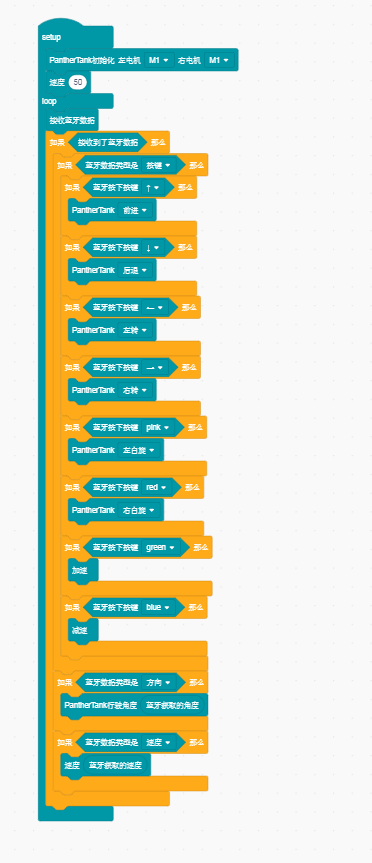 setup
PantherTank初始化 左电机 M1 右电机 M1
速度 50
loop
接收蓝牙数据
如果 接收到了蓝牙数据 那么
如果 蓝牙数据类型是 按键 那么
如果 蓝牙按下按键 ↑ 那么
PantherTank 前进
如果 蓝牙按下按键 ↓ 那么
PantherTank 后退
如果 蓝牙按下按键 ← 那么
PantherTank 左转
如果 蓝牙按下按键 → 那么
PantherTank 右转
如果 蓝牙按下按键 pink 那么
PantherTank 左自旋
如果 蓝牙按下按键 red 那么
PantherTank 右自旋
如果 蓝牙按下按键 green 那么
加速
如果 蓝牙按下按键 blue 那么
减速
如果 蓝牙数据类型是 方向 那么
PantherTank行驶角度 蓝牙获取的角度
如果 蓝牙数据类型是 速度 那么
速度 蓝牙获取的速度